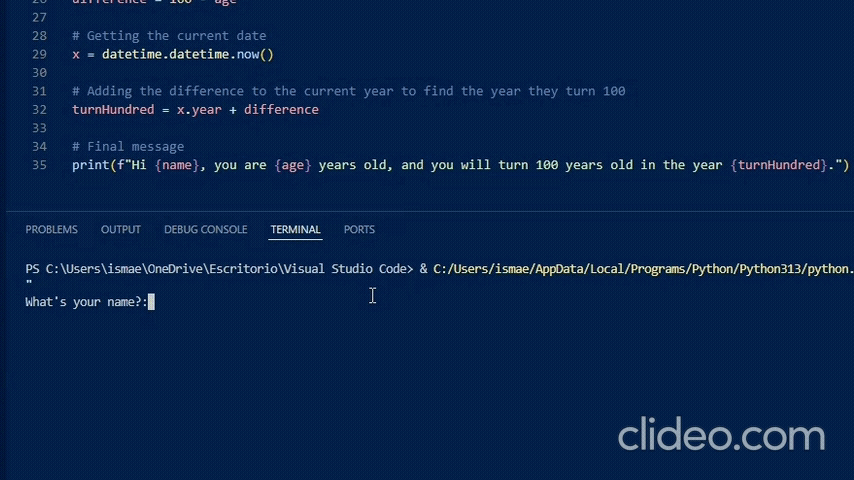 26 difference = 100 - age
27
28 # Getting the current date
29 x = datetime.datetime.now()
30
31 # Adding the difference to the current year to find the year they turn 100
32 turnHundred = x.year + difference
33
34 # Final message
35 print(f"Hi {name}, you are {age} years old, and you will turn 100 years old in the year {turnHundred}.")
PROBLEMS OUTPUT DEBUG CONSOLE TERMINAL PORTS
PS C:\Users\ismae\OneDrive\Escritorio\Visual Studio Code> & C:/Users/ismae/AppData/Local/Programs/Python/Python313/python.
"
What's your name?:
clideo.com